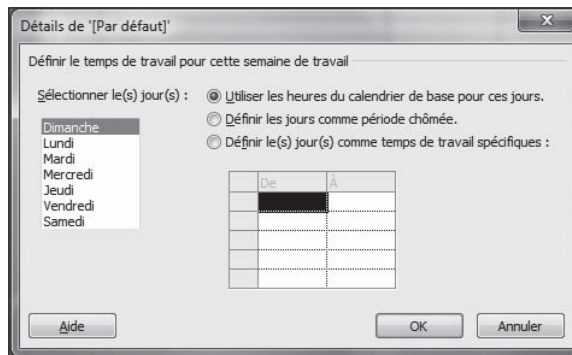 Détails de '[Par défaut]'
x
Définir le temps de travail pour cette semaine de travail
Sélectionner le(s) jour(s) :
Utiliser les heures du calendrier de base pour ces jours.
Définir les jours comme période chômée.
Définir le(s) jour(s) comme temps de travail spécifiques :
Dimanche
Lundi
Mardi
Mercredi
Jeudi
Vendredi
Samedi
De À
Aide OK Annuler